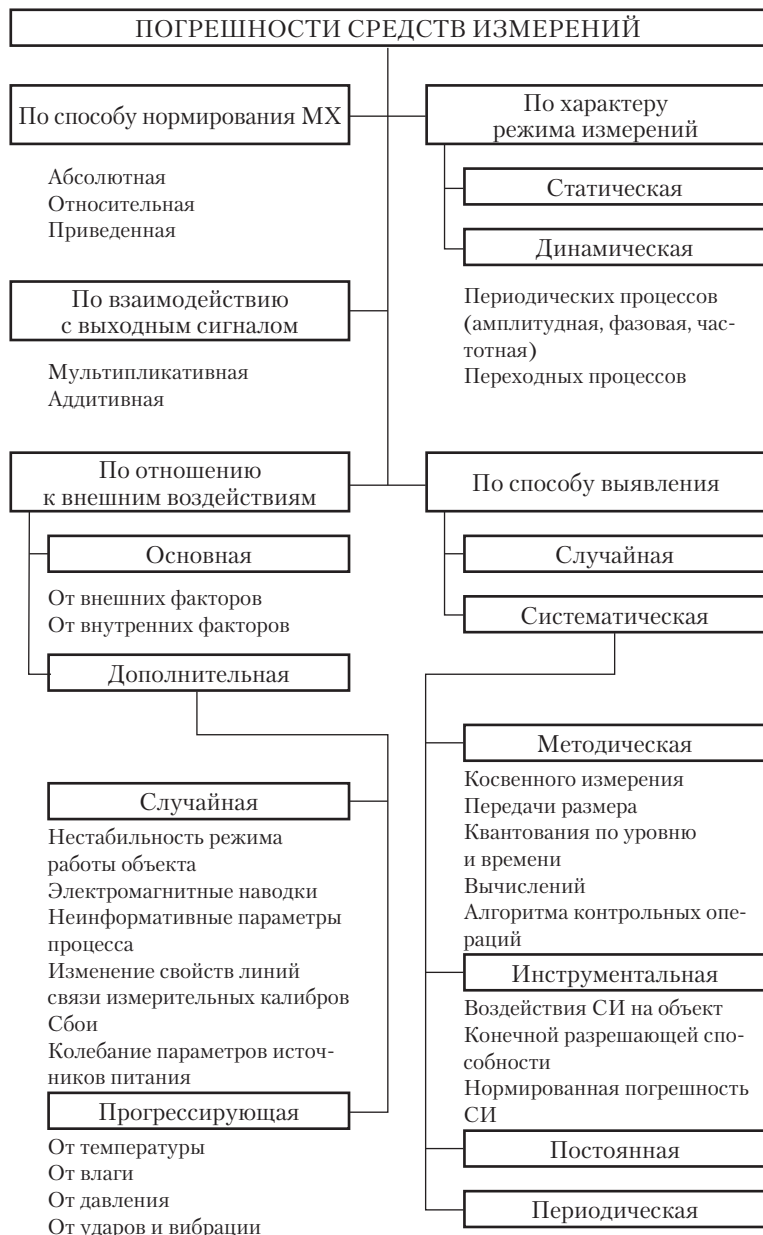 ПОГРЕШНОСТИ СРЕДСТВ ИЗМЕРЕНИЙ
По способу нормирования МХ
Абсолютная
Относительная
Приведенная
По взаимодействию
с выходным сигналом
Мультипликативная
Аддитивная
По отношению
к внешним воздействиям
Основная
От внешних факторов
От внутренних факторов
Дополнительная
Случайная
Нестабильность режима
работы объекта
Электромагнитные наводки
Неинформативные параметры
процесса
Изменение свойств линий
связи измерительных калибров
Сбои
Колебание параметров источ-
ников питания
Прогрессирующая
От температуры
От влаги
От давления
От ударов и вибрации
По характеру
режима измерений
Статическая
Динамическая
Периодических процессов
(амплитудная, фазовая, час-
тотная)
Переходных процессов
По способу выявления
Случайная
Систематическая
Методическая
Косвенного измерения
Передачи размера
Квантования по уровню
и времени
Вычислений
Алгоритма контрольных опе-
раций
Инструментальная
Воздействия СИ на объект
Конечной разрешающей спо-
собности
Нормированная погрешность
СИ
Постоянная
Периодическая